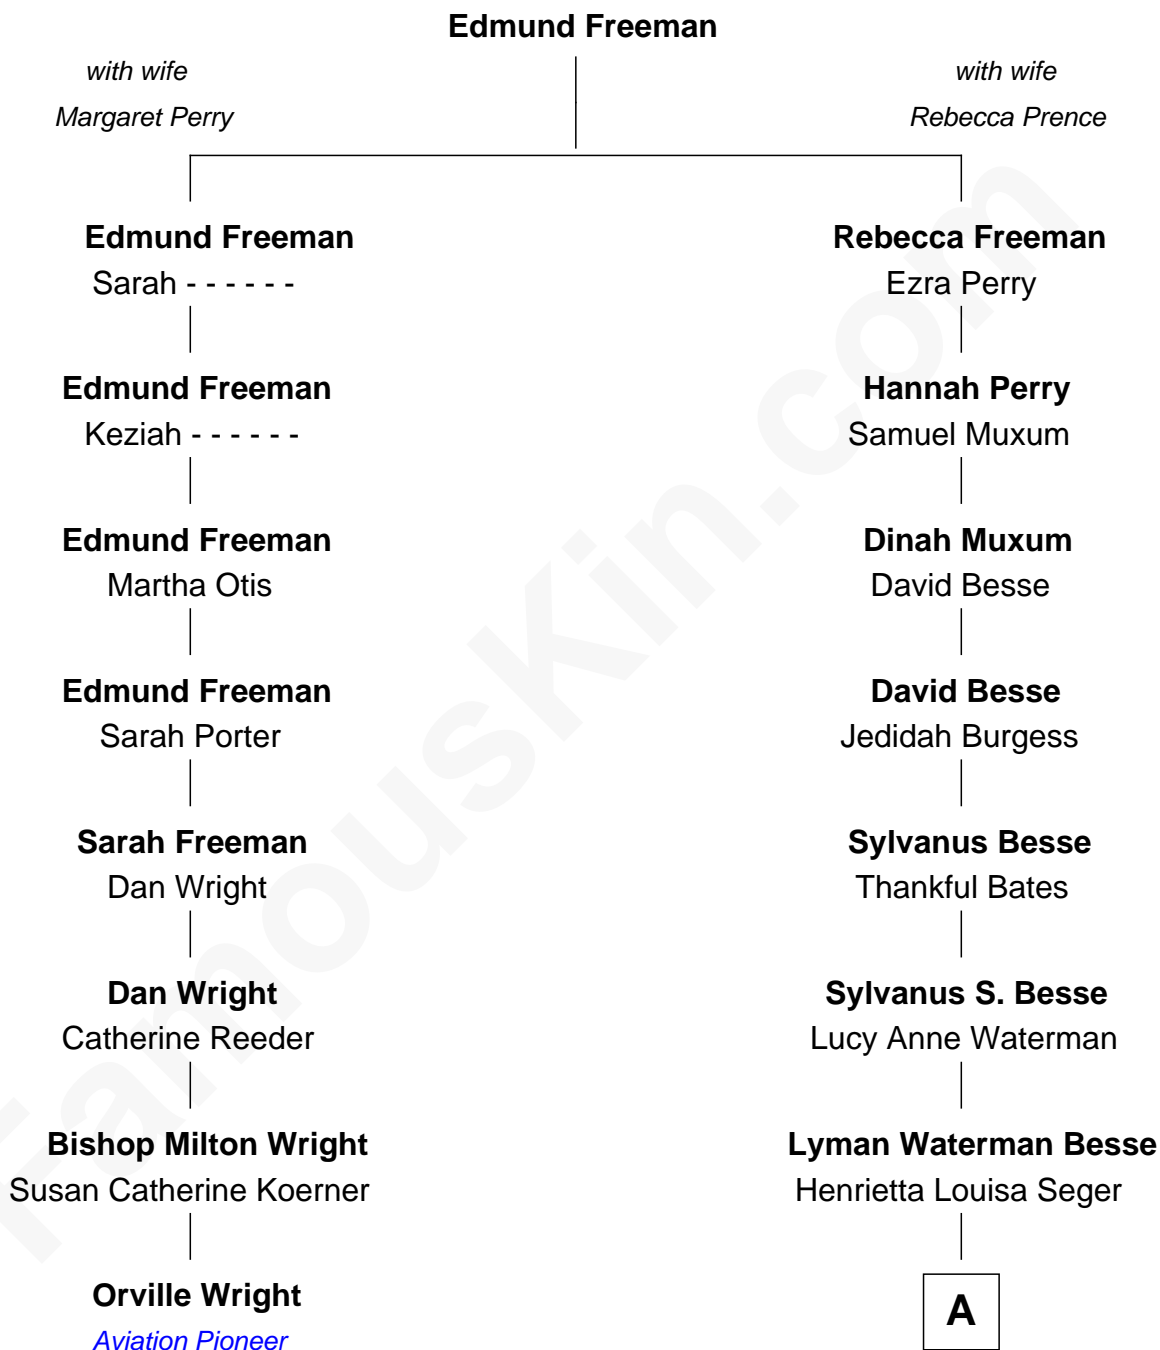 Edmund Freeman
with wife
Margaret Perry
with wife
Rebecca Prence
Edmund Freeman
Sarah - - - - - -
Rebecca Freeman
Ezra Perry
Edmund Freeman
Keziah - - - - - -
Hannah Perry
Samuel Muxum
Edmund Freeman
Martha Otis
Dinah Muxum
David Besse
Edmund Freeman
Sarah Porter
David Besse
Jedidah Burgess
Sarah Freeman
Dan Wright
Sylvanus Besse
Thankful Bates
Dan Wright
Catherine Reeder
Sylvanus S. Besse
Lucy Anne Waterman
Bishop Milton Wright
Susan Catherine Koerner
Lyman Waterman Besse
Henrietta Louisa Seger
Orville Wright
Aviation Pioneer
A
FamousKin.com